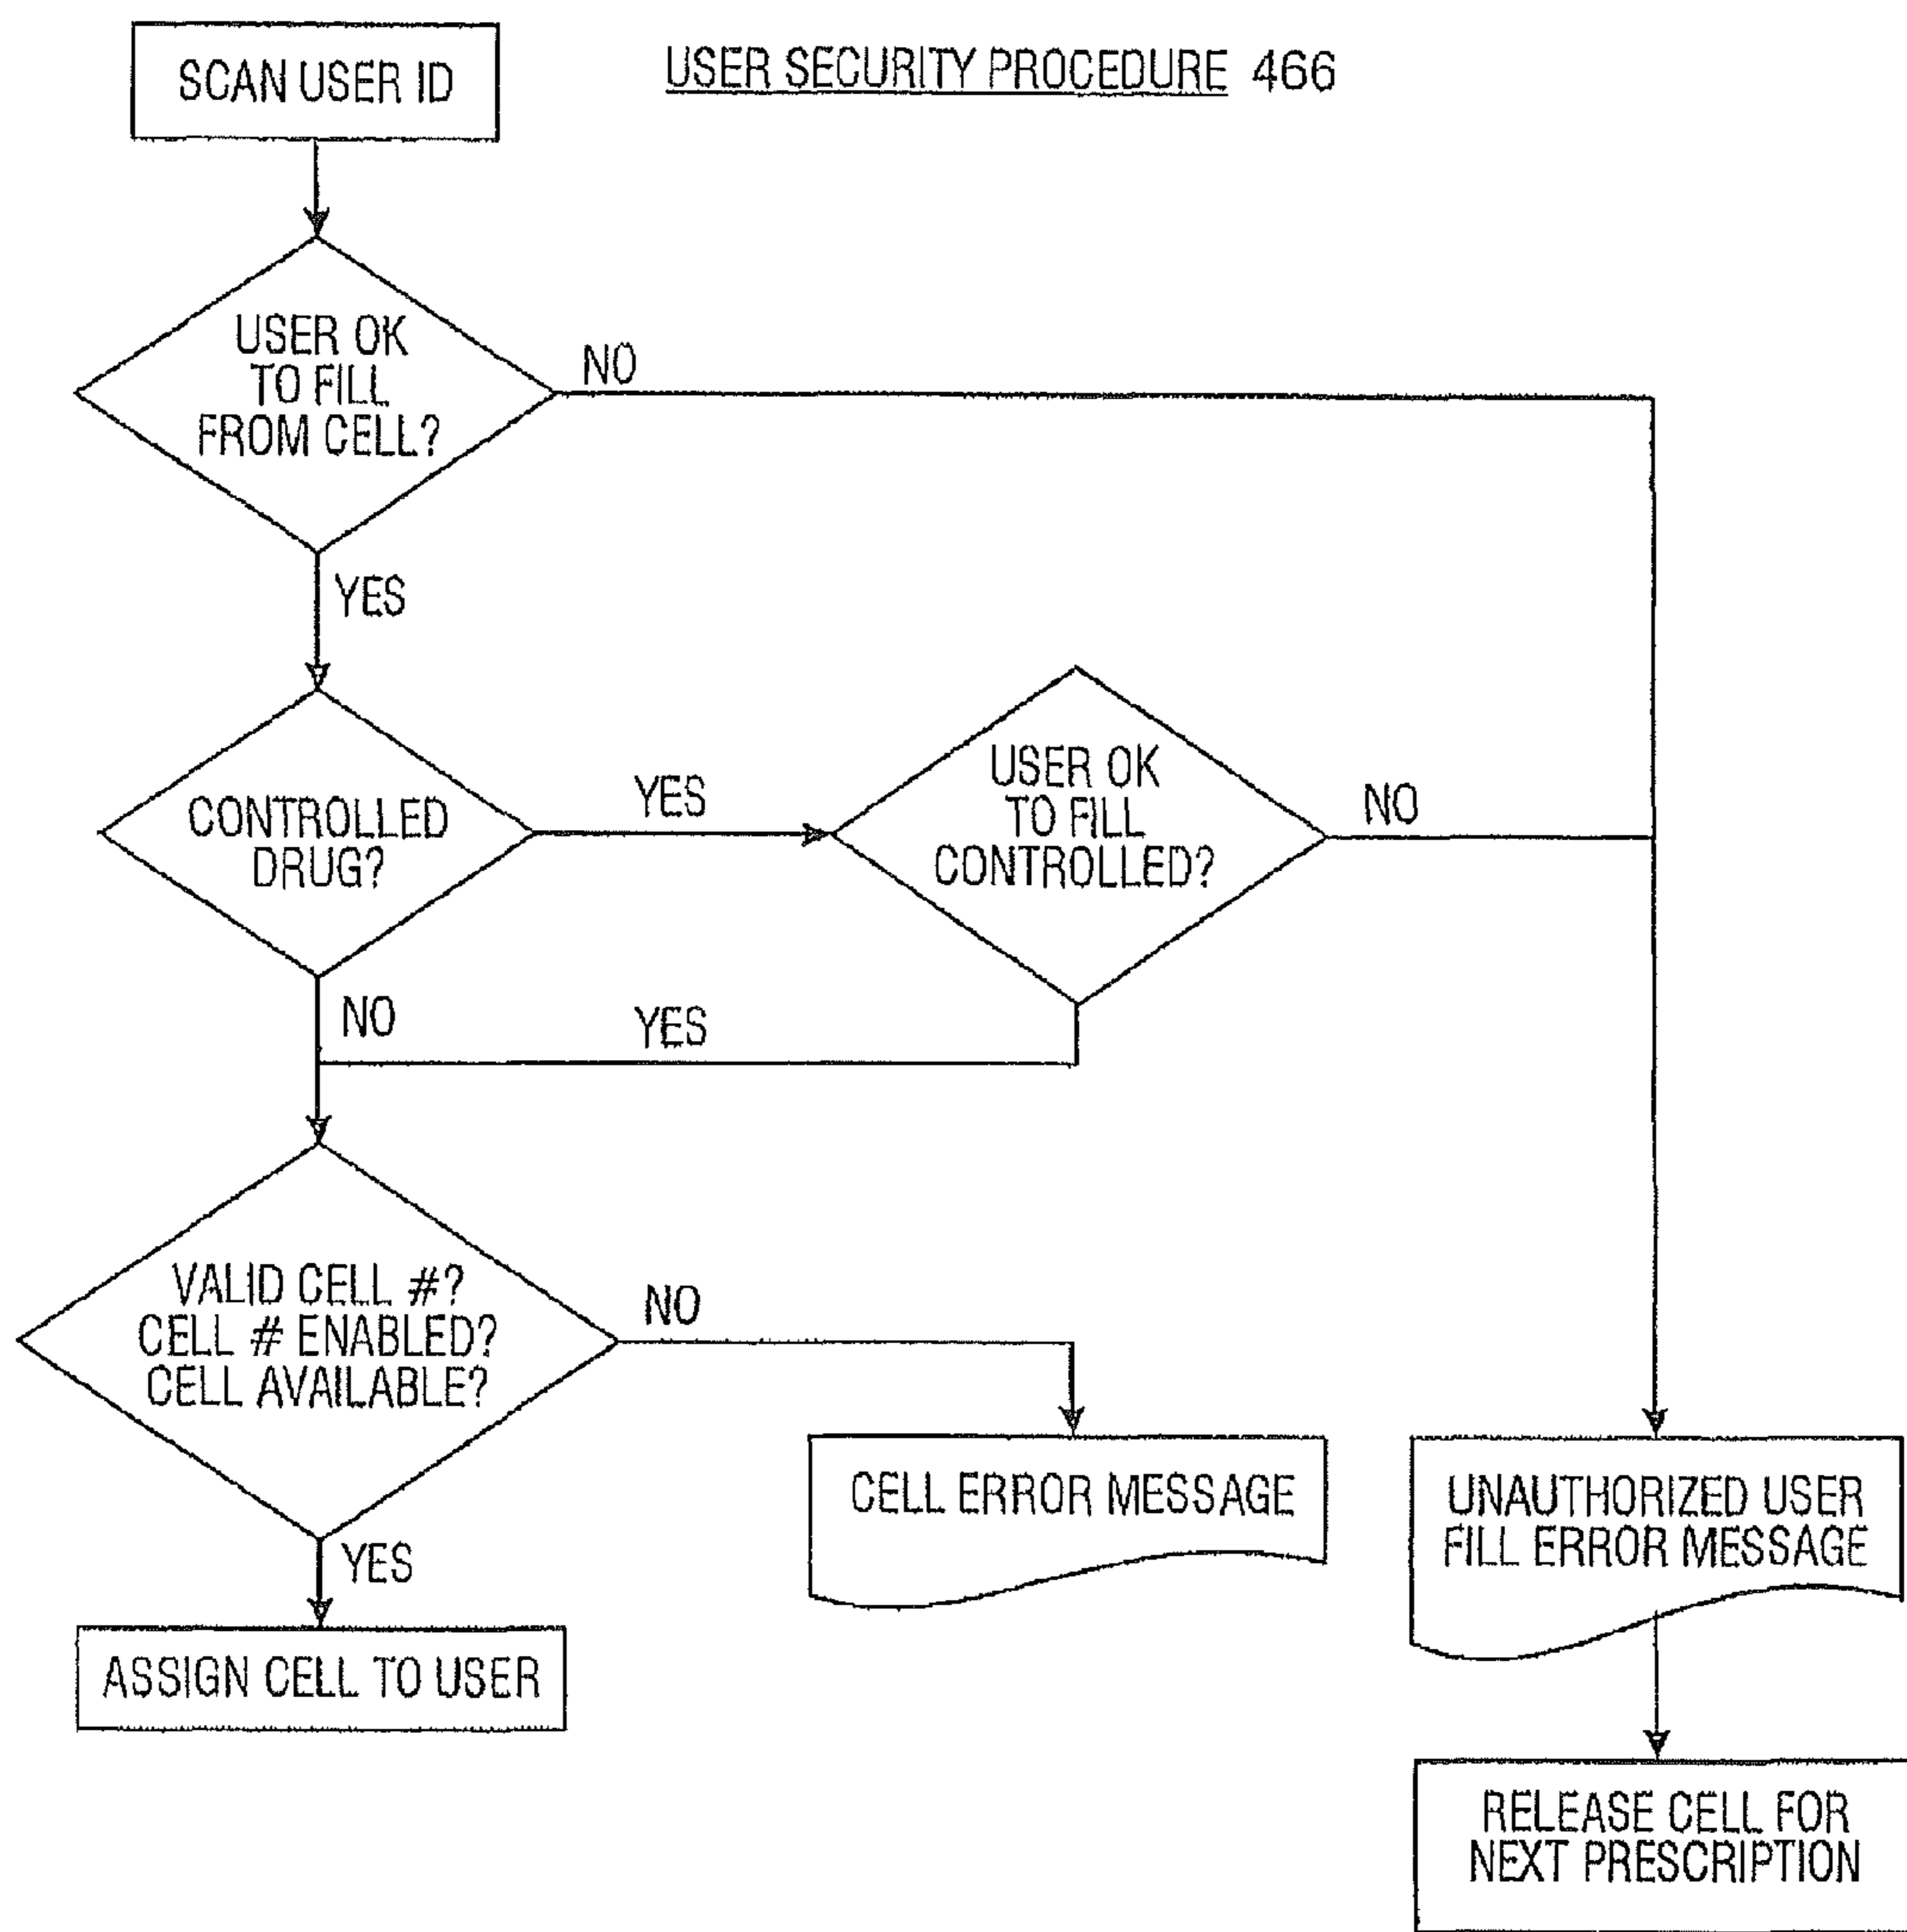 SCAN USER ID
USER SECURITY PROCEDURE 466
USER OK
TO FILL
FROM CELL?
NO
YES
CONTROLLED
DRUG?
YES
USER OK
TO FILL
CONTROLLED?
NO
NO
YES
VALID CELL #?
CELL # ENABLED?
CELL AVAILABLE?
NO
YES
CELL ERROR MESSAGE
UNAUTHORIZED USER
FILL ERROR MESSAGE
ASSIGN CELL TO USER
RELEASE CELL FOR
NEXT PRESCRIPTION